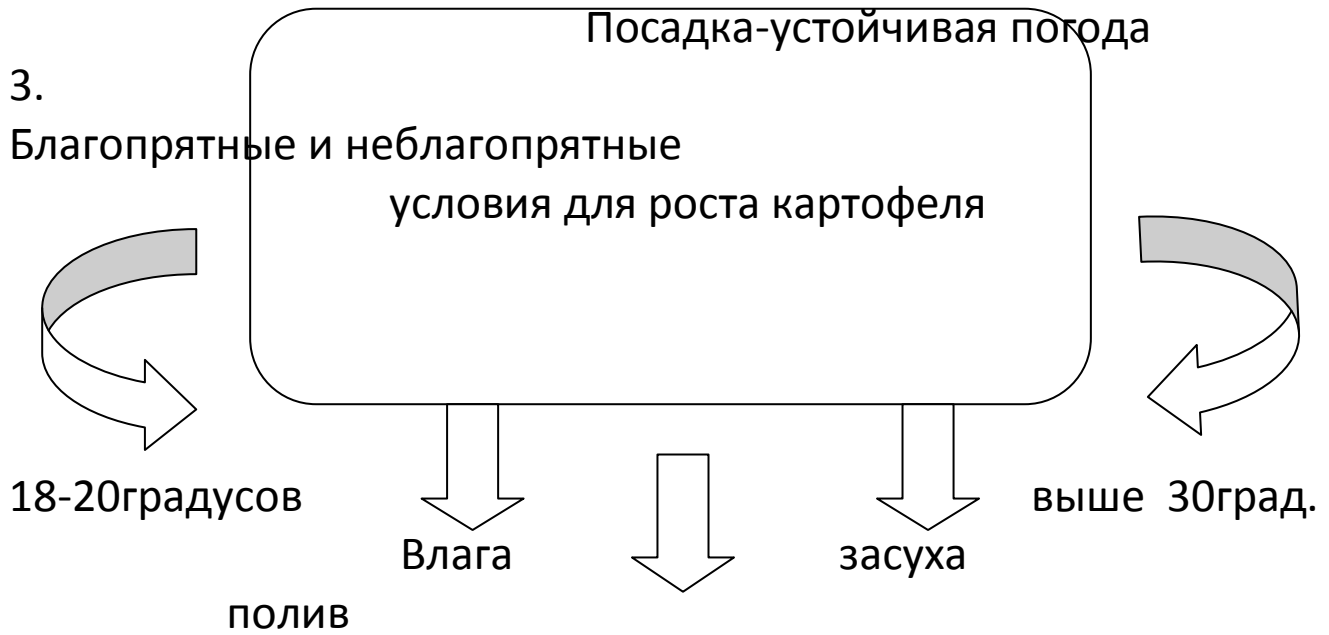 Посадка-устойчивая погода
3.
Благопрятные и неблагопрятные
условия для роста картофеля
18-20градусов выше 30град.
Влага засуха
полив